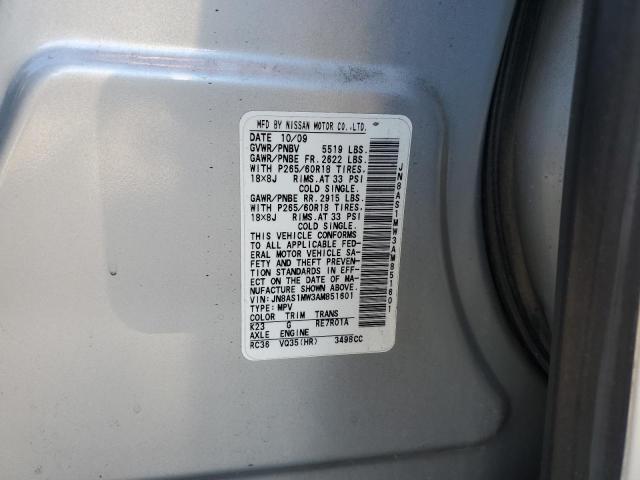 MFD BY NISSAN MOTOR CO.,LTD.
DATE 10/09
GVWR/PNBV 5519 LBS.
GAWR/PNBE FR. 2622 LBS.
WITH P265/60R18 TIRES.
18X8J RIMS. AT 33 PSI
COLD SINGLE.
GAWR/PNBE RR. 2915 LBS.
WITH P265/60R18 TIRES.
18X8J RIMS. AT 33 PSI
COLD SINGLE.
THIS VEHICLE CONFORMS
TO ALL APPLICABLE FED-
ERAL MOTOR VEHICLE SA-
FETY AND THEFT PREVEN-
TION STANDARDS IN EFF-
ECT ON THE DATE OF MA-
NUFACTURE SHOWN ABOVE.
VIN: JN8AS1MW3AM851601
TYPE: MPV
COLOR TRIM TRANS
K23 G RE7R01A
AXLE ENGINE
RC36 VQ35(HR) 3498CC
JN8AS1MW3AM851601